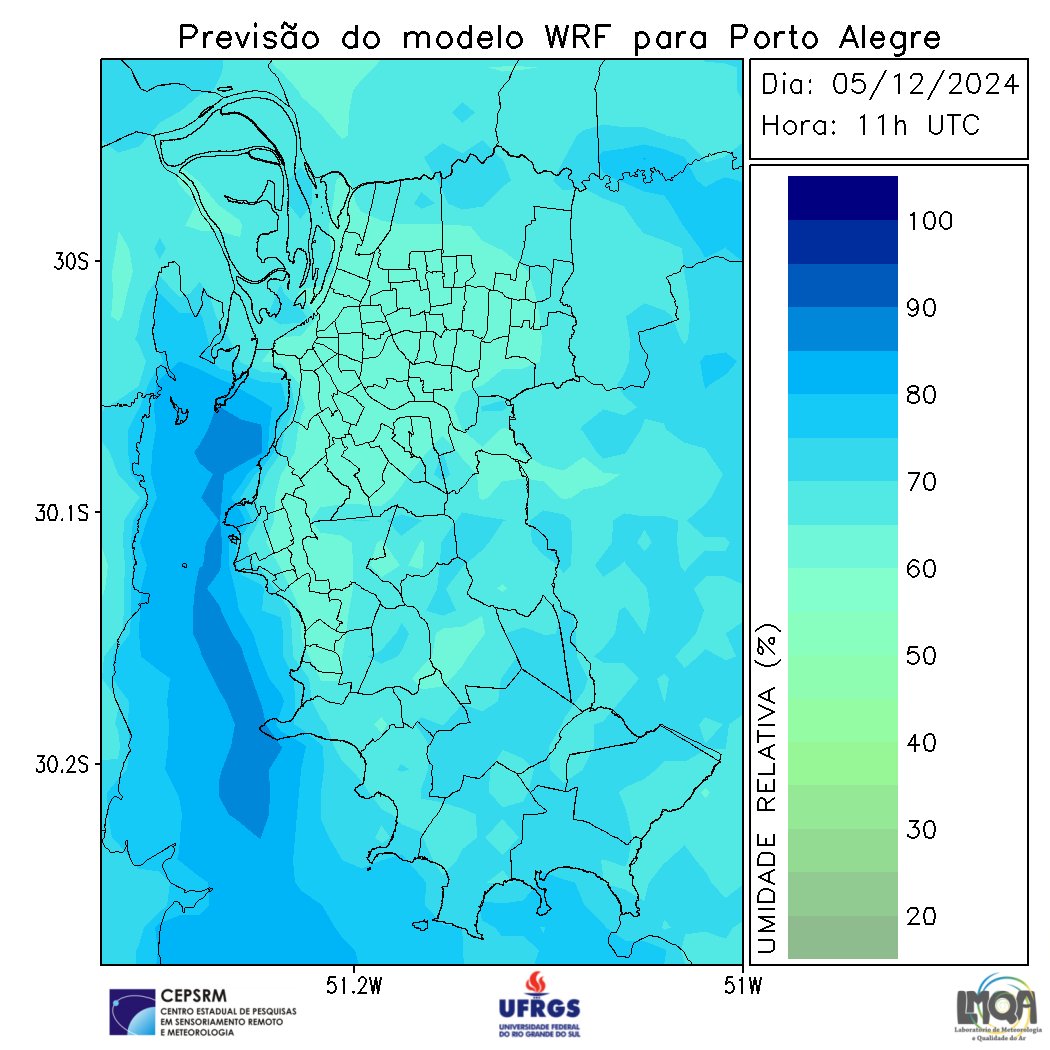 Previsão do modelo WRF para Porto Alegre
Dia: 05/12/2024
Hora: 11h UTC
100
90
80
70
60
50
40
30
20
UMIDADE RELATIVA (%)
30S
30.1S
30.2S
51.2W
51W
CEPSRM
CENTRO ESTADUAL DE PESQUISAS
EM SENSORIAMENTO REMOTO
E METEOROLOGIA
UFRGS
UNIVERSIDADE FEDERAL
DO RIO GRANDE DO SUL
LMQA
Laboratório de Meteorologia
e Qualidade do Ar